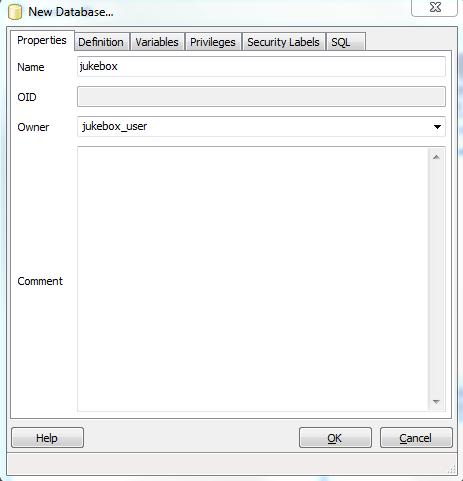 New Database...
Properties Definition Variables Privileges Security Labels SQL
Name jukebox
OID
Owner jukebox_user
Comment
Help OK Cancel